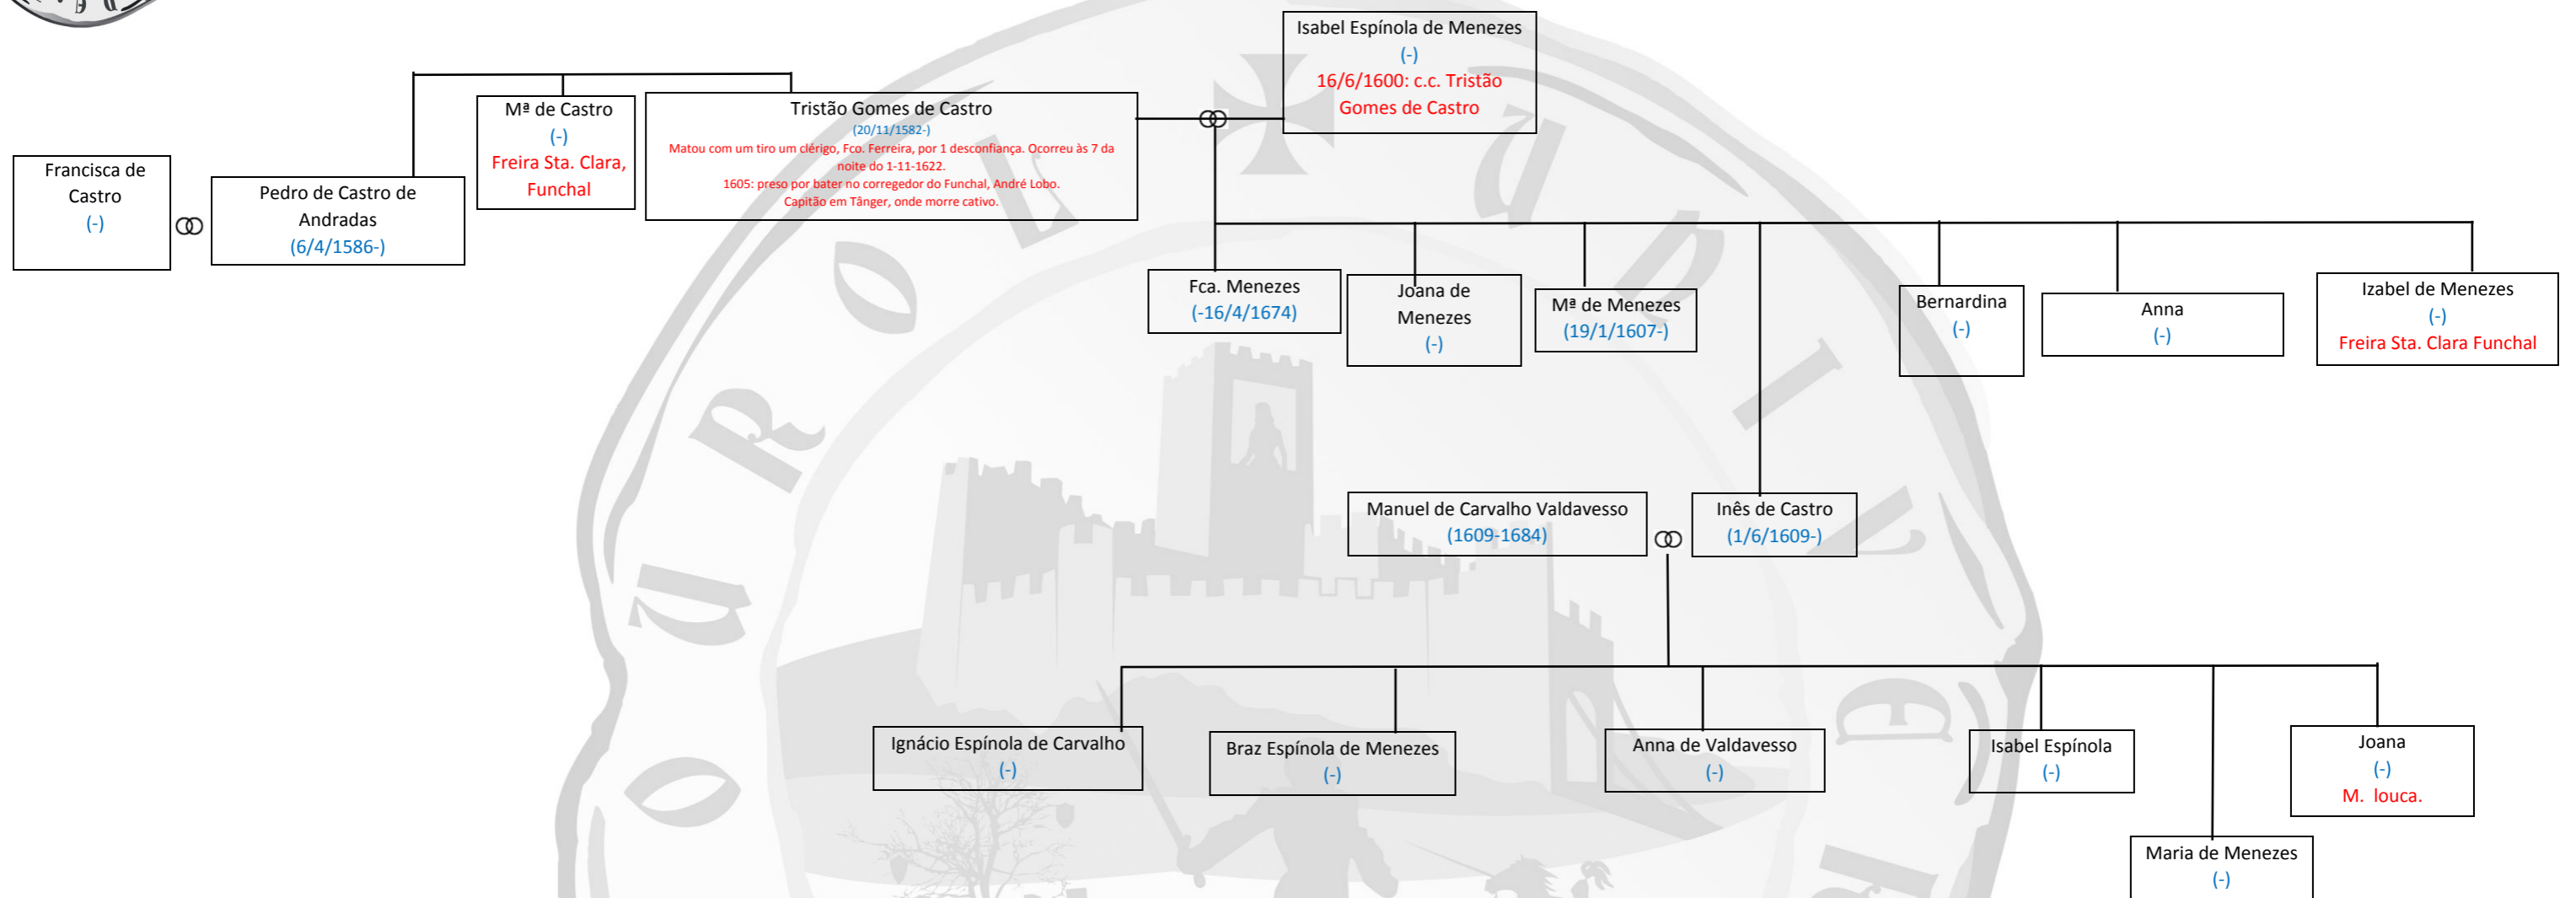 Isabel Espínola de Menezes
(-)
16/6/1600: c.c. Tristão
Gomes de Castro
Mª de Castro
(-)
Freira Sta. Clara,
Funchal
Tristão Gomes de Castro
(20/11/1582-)
Matou com um tiro um clérigo, Fco. Ferreira, por 1 desconfiança. Ocorreu às 7 da
noite do 1-11-1622.
1605: preso por bater no corregedor do Funchal, André Lobo.
Capitão em Tânger, onde morre cativo.
Francisca de
Castro
(-)
Pedro de Castro de
Andradas
(6/4/1586-)
Fca. Menezes
(-16/4/1674)
Joana de
Menezes
(-)
Mª de Menezes
(19/1/1607-)
Bernardina
(-)
Anna
(-)
Izabel de Menezes
(-)
Freira Sta. Clara Funchal
Manuel de Carvalho Valdavesso
(1609-1684)
Inês de Castro
(1/6/1609-)
Ignácio Espínola de Carvalho
(-)
Braz Espínola de Menezes
(-)
Anna de Valdavesso
(-)
Isabel Espínola
(-)
Joana
(-)
M. louca.
Maria de Menezes
(-)